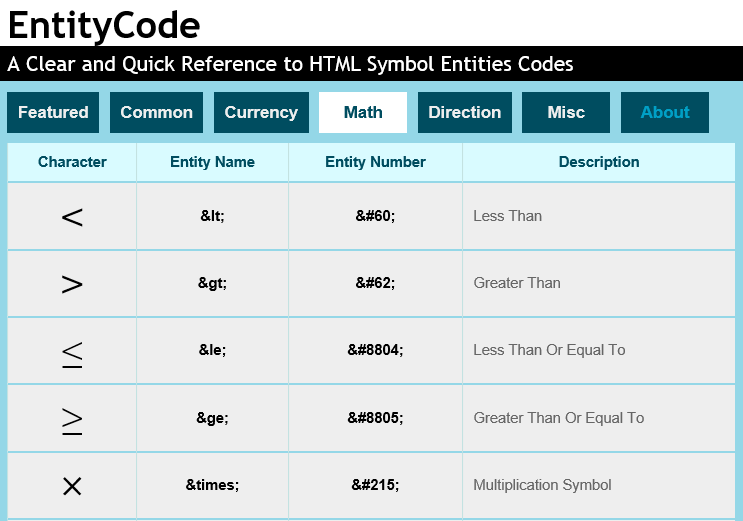 EntityCode
A Clear and Quick Reference to HTML Symbol Entities Codes
Featured Common Currency Math Direction Misc About
Character Entity Name Entity Number Description
< &lt; &#60; Less Than
> &gt; &#62; Greater Than
≤ &le; &#8804; Less Than Or Equal To
≥ &ge; &#8805; Greater Than Or Equal To
× &times; &#215; Multiplication Symbol